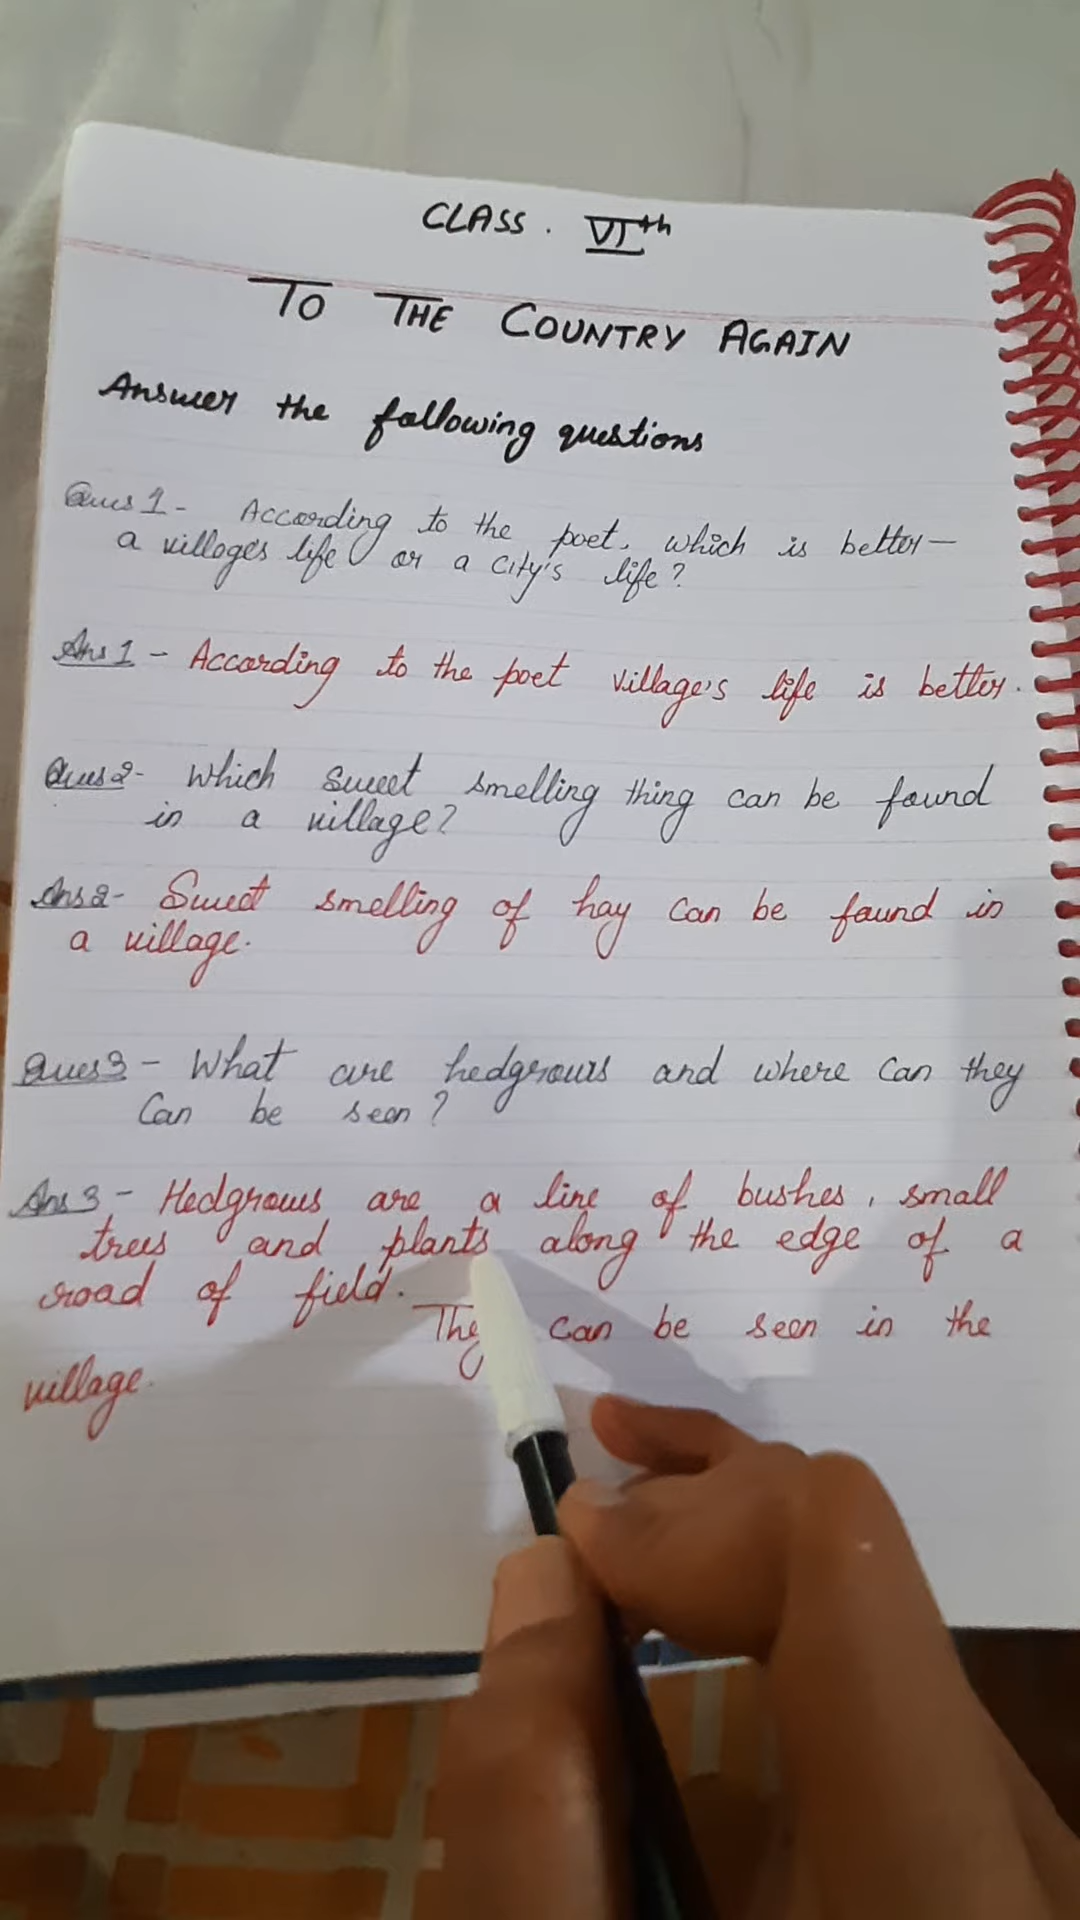 CLASS. VIth
TO THE COUNTRY AGAIN
Answer the following questions
Ques 1- According to the poet, which is better-
a village's life or a city's life?
Ans 1- According to the poet village's life is better.
Ques 2- Which sweet smelling thing can be found
in a village?
Ans 2- Sweet smelling of hay can be found in
a village.
Ques 3- What are hedgrows and where can they
can be seen?
Ans 3- Hedgrows are a line of bushes, small
trees and plants along the edge of a
road of field.
They can be seen in the
village.